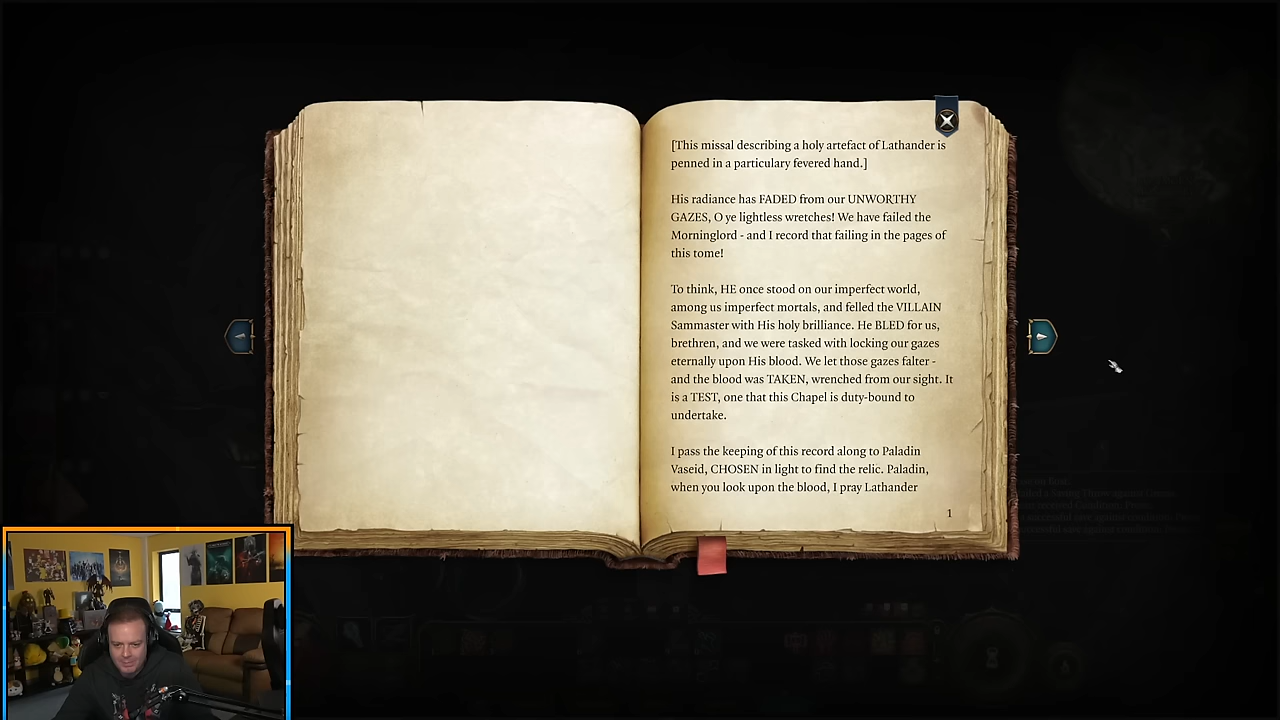 [This missal describing a holy artefact of Lathander is
penned in a particulary fevered hand.]
His radiance has FADED from our UNWORTHY
GAZES, O ye lightless wretches! We have failed the
Morninglord - and I record that failing in the pages of
this tome!
To think, HE once stood on our imperfect world,
among us imperfect mortals, and felled the VILLAIN
Sammaster with His holy brilliance. He BLED for us,
brethren, and we were tasked with locking our gazes
eternally upon His blood. We let those gazes falter -
and the blood was TAKEN, wrenched from our sight. It
is a TEST, one that this Chapel is duty-bound to
undertake.
I pass the keeping of this record along to Paladin
Vaseid, CHOSEN in light to find the relic. Paladin,
when you look upon the blood, I pray Lathander
1